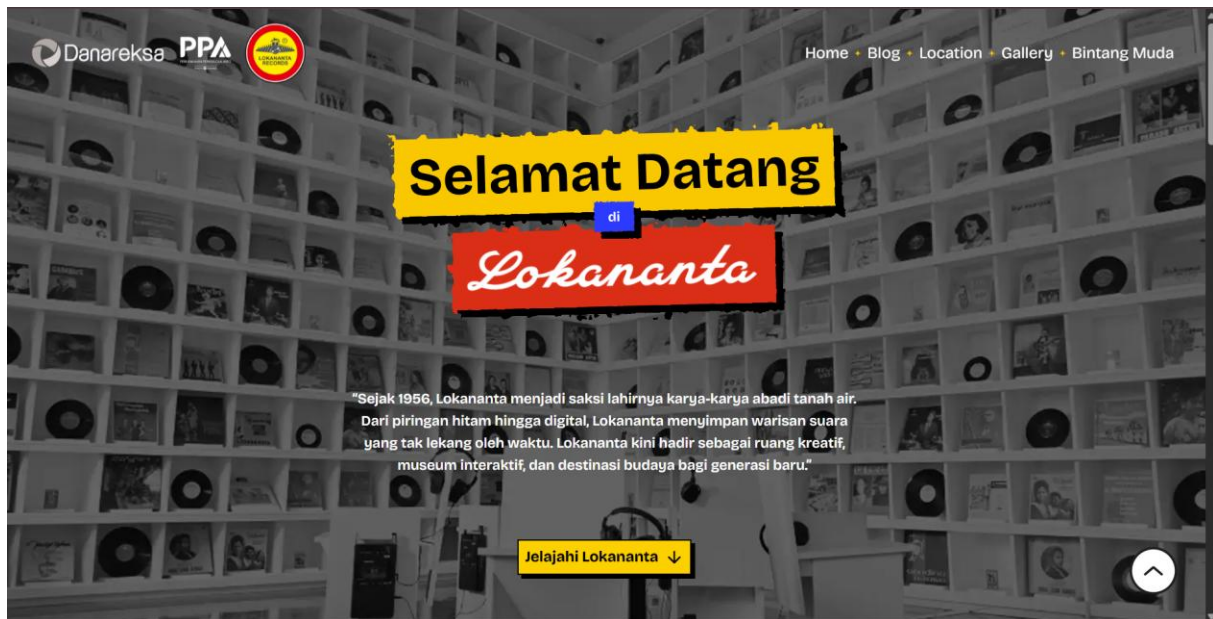 Danareksa
PPA
LOKANANTA
RECORDS
Home • Blog • Location • Gallery • Bintang Muda
Selamat Datang
di
Lokananta
“Sejak 1956, Lokananta menjadi saksi lahirnya karya-karya abadi tanah air.
Dari piringan hitam hingga digital, Lokananta menyimpan warisan suara
yang tak lekang oleh waktu. Lokananta kini hadir sebagai ruang kreatif,
museum interaktif, dan destinasi budaya bagi generasi baru.”
Jelajahi Lokananta ↓